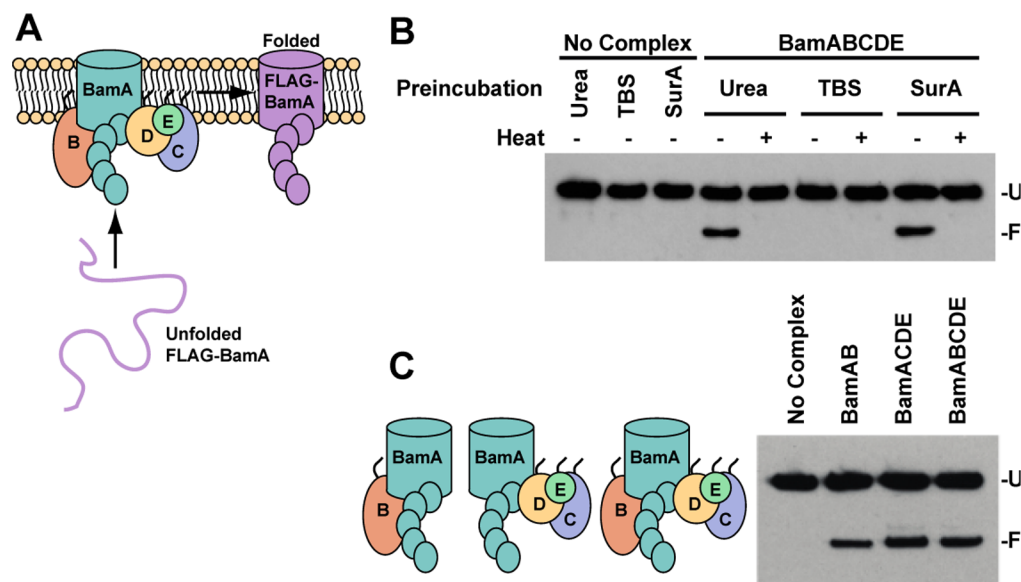 A
Folded
BamA
FLAG-
BamA
B
D
E
C
Unfolded
FLAG-BamA
B
No Complex
BamABCDE
Preincubation
Urea
TBS
SurA
Urea
TBS
SurA
Heat
-
+
-
+
-
+
-
-
-
-U
-F
C
BamA
B
BamA
D
E
C
BamA
B
D
E
C
No Complex
BamAB
BamACDE
BamABCDE
-U
-F